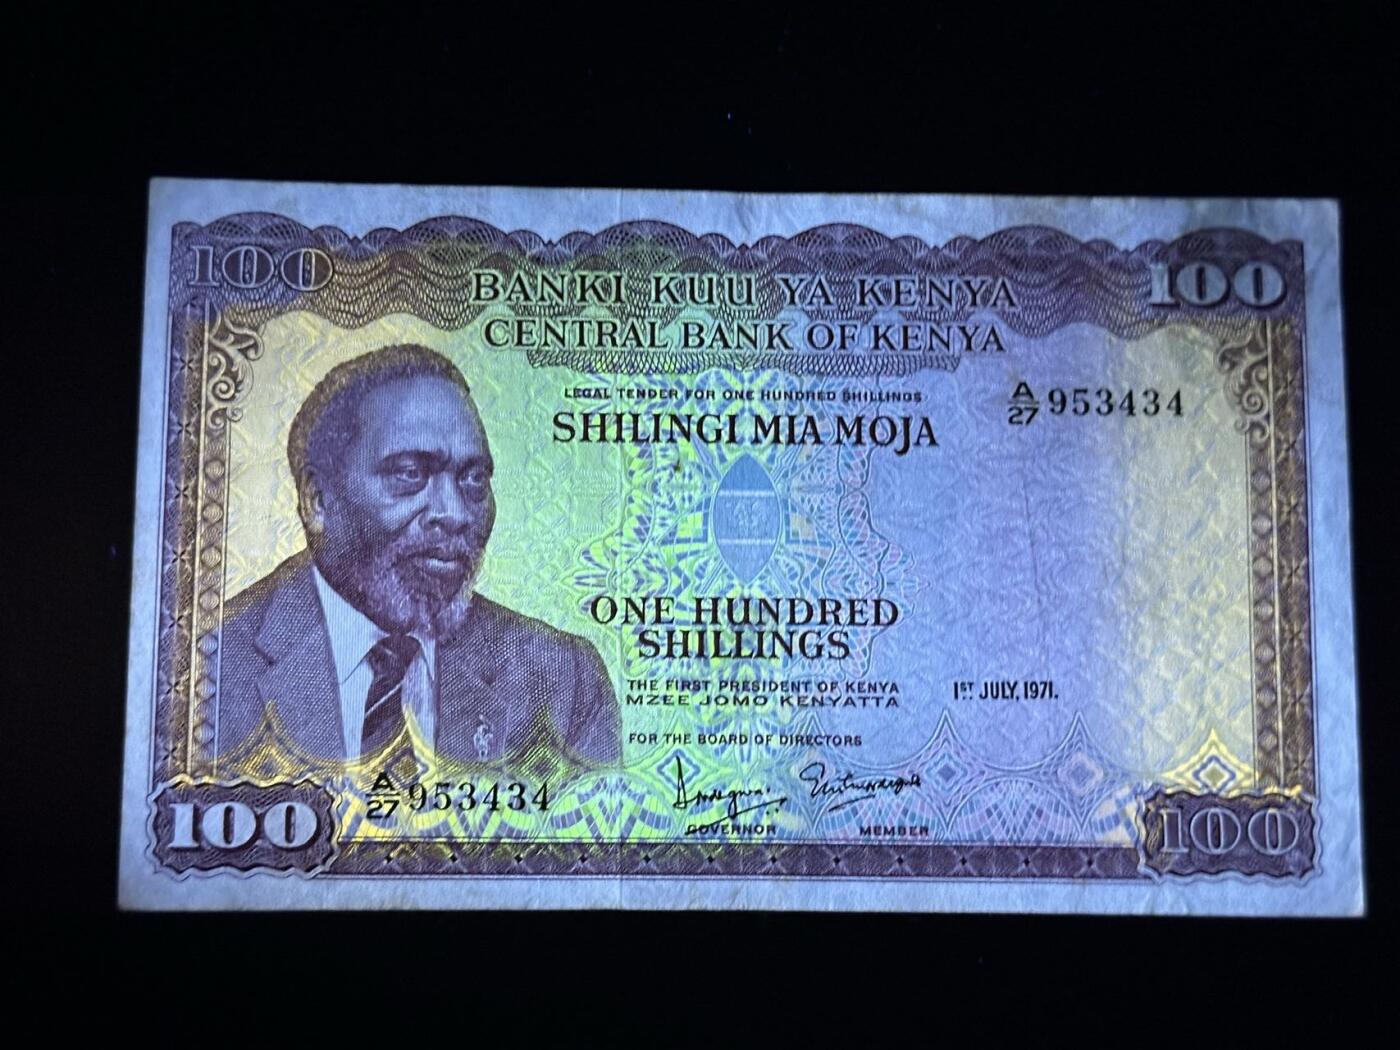 100
100
BANKI KUU YA KENYA
CENTRAL BANK OF KENYA
LEGAL TENDER FOR ONE HUNDRED SHILLINGS
A/27 953434
SHILINGI MIA MOJA
ONE HUNDRED
SHILLINGS
THE FIRST PRESIDENT OF KENYA
MZEE JOMO KENYATTA
1ST JULY, 1971.
FOR THE BOARD OF DIRECTORS
A/27 953434
GOVERNOR
MEMBER
100
100